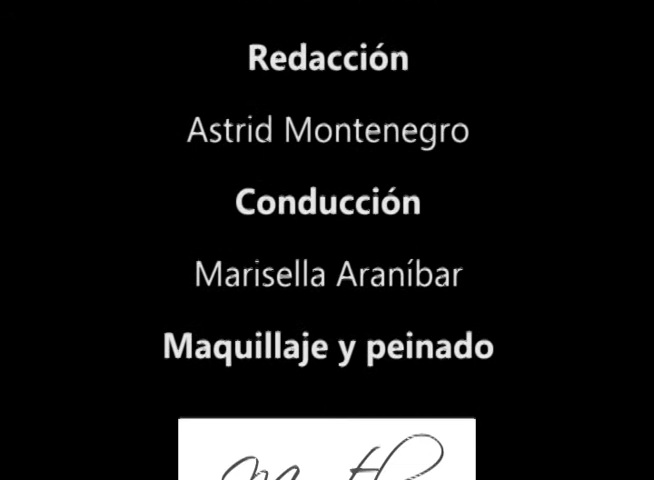 Redacción
Astrid Montenegro
Conducción
Marisella Araníbar
Maquillaje y peinado